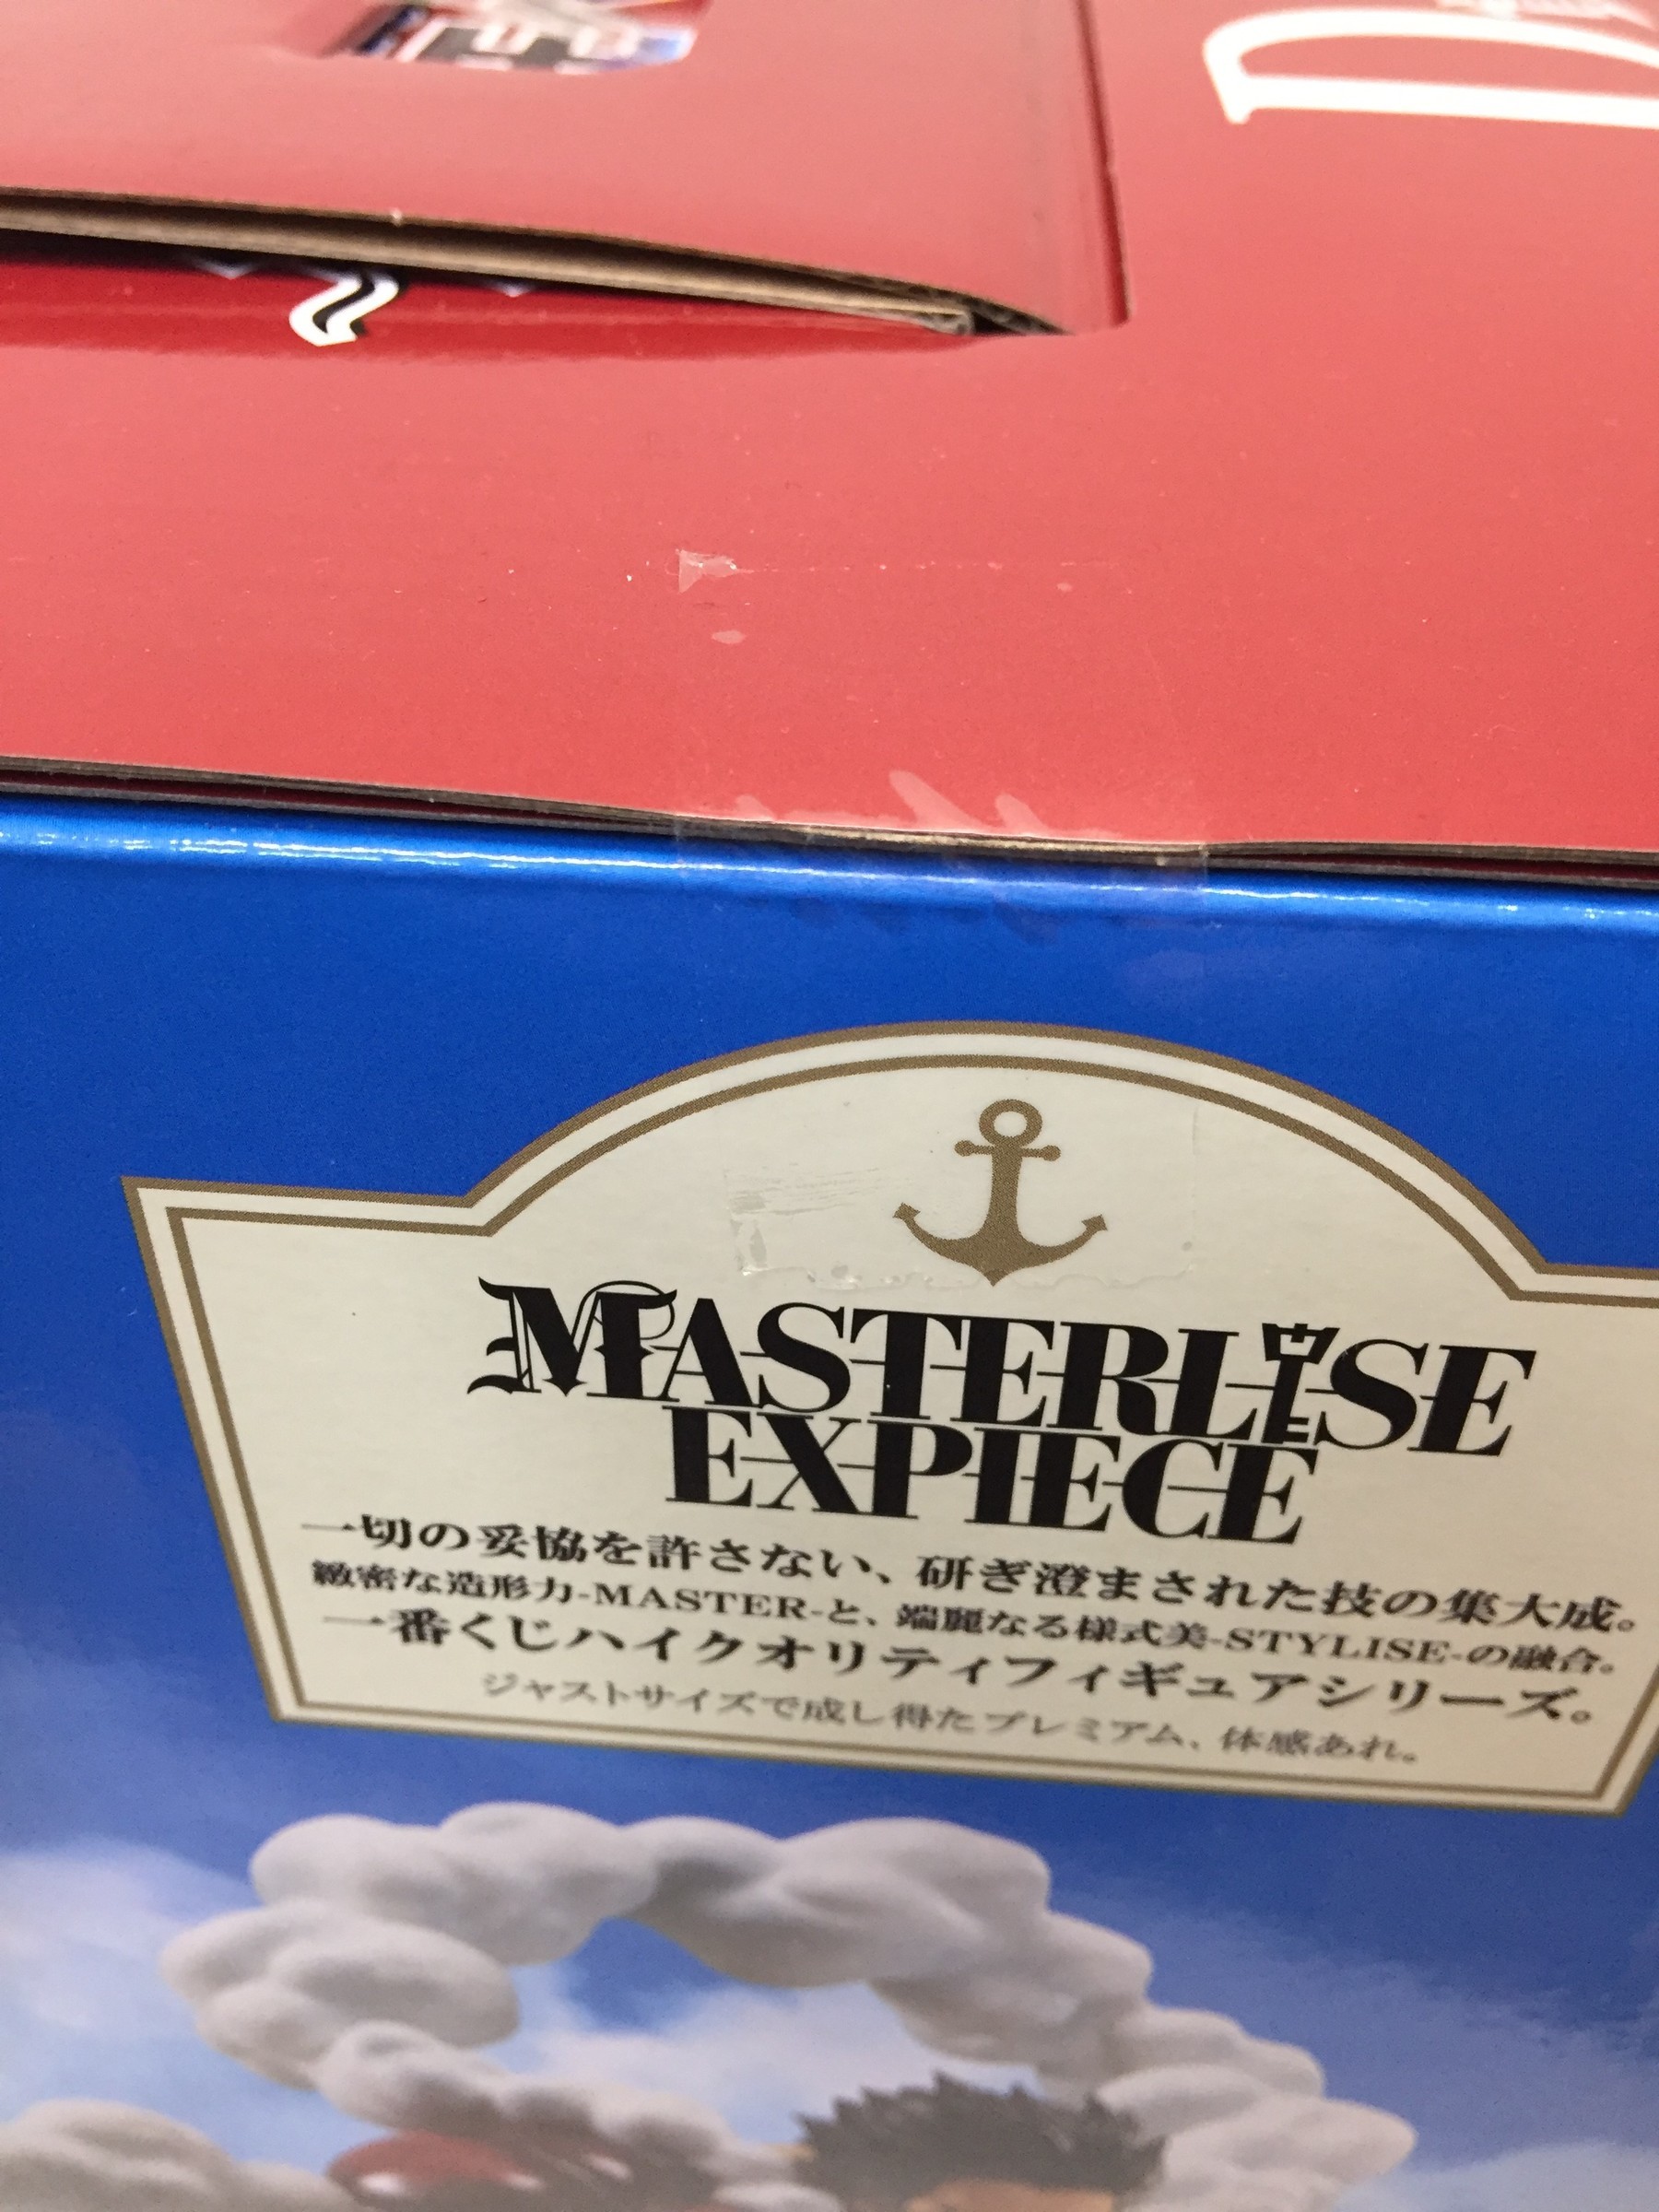 D
MASTERLISE
EXPIECE
一切の妥協を許さない、研ぎ澄まされた技の集大成。
緻密な造形力-MASTER-と、端麗なる様式美-STYLISE-の融合。
一番くじハイクオリティフィギュアシリーズ。
ジャストサイズで成し得たプレミアム、体感あれ。